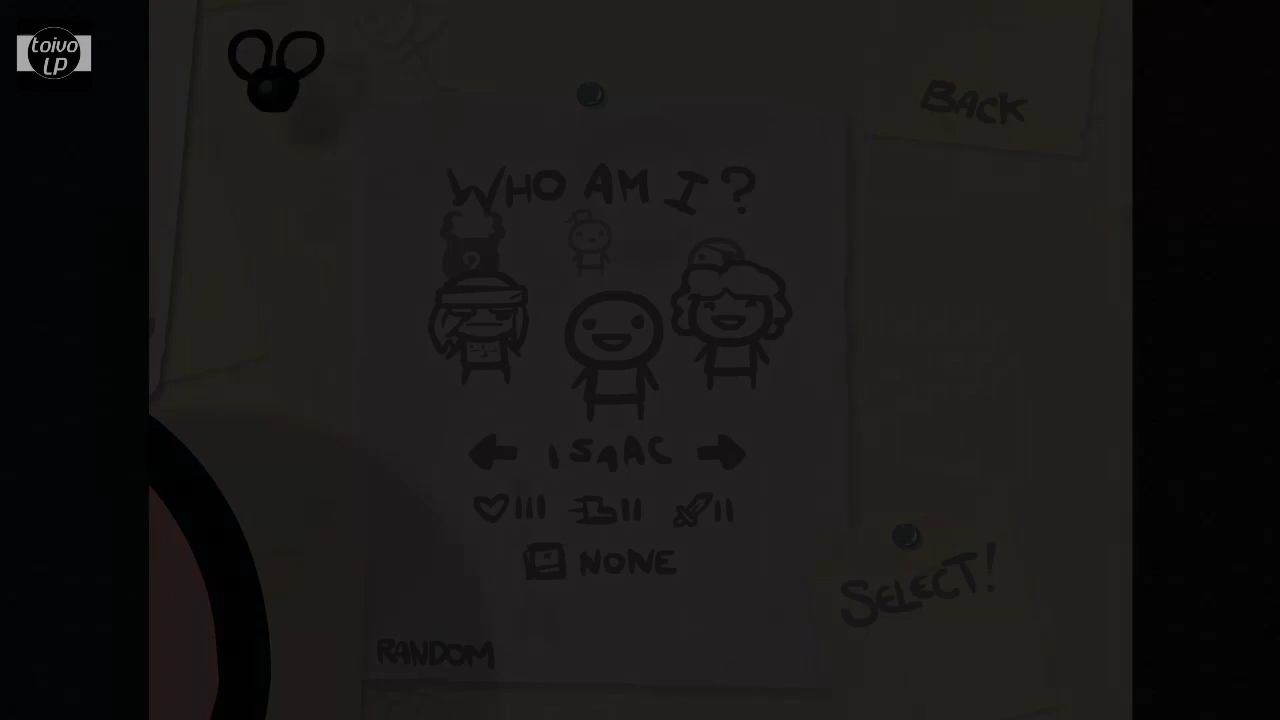 toivo
LP
BACK
WHO AM I?
ISAAC
NONE
SELECT!
RANDOM